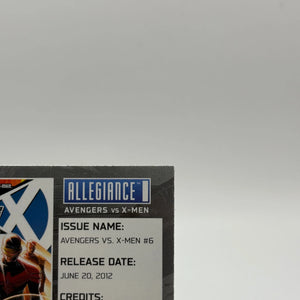 ALLEGIANCE
AVENGERS vs X-MEN
ISSUE NAME:
AVENGERS VS. X-MEN #6
RELEASE DATE:
JUNE 20, 2012
CREDITS:
X